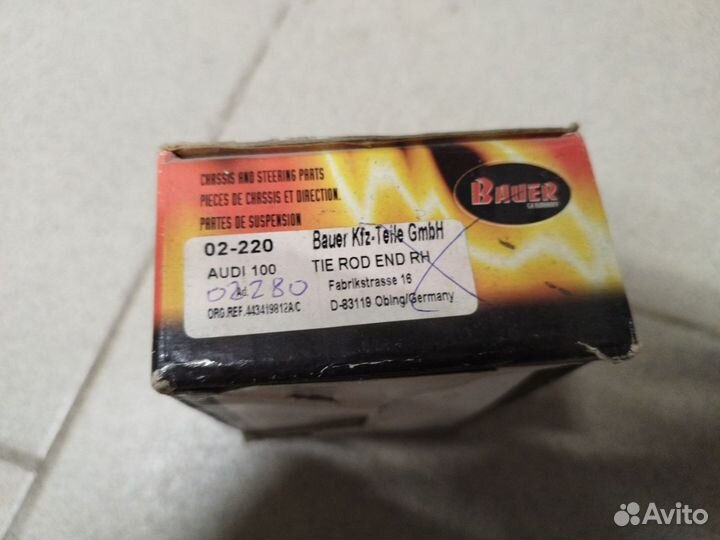 CHASSIS AND STEERING PARTS
PIECES DE CHASSIS ET DIRECTION.
PARTES DE SUSPENSION
BAUER
GERMANY
02-220 Bauer Kfz-Teile GmbH
AUDI 100 TIE ROD END RH
02280 Fabrikstrasse 16
ORG.REF.443419812A/C D-83119 Obing/Germany
Avito